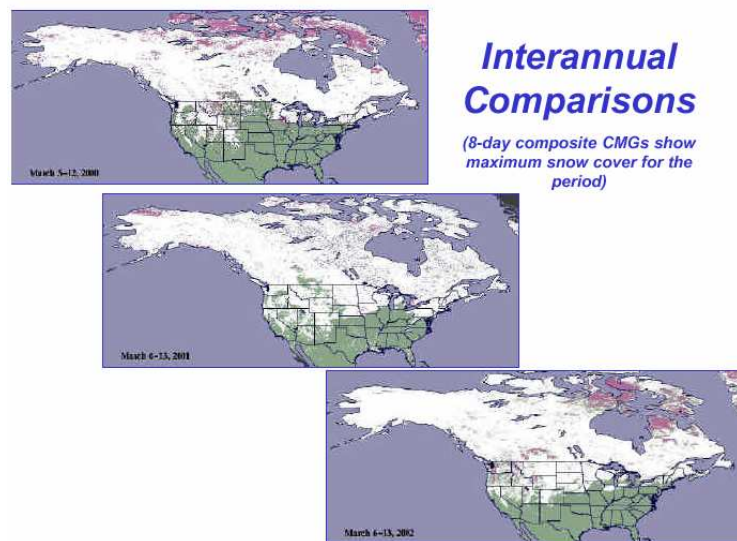 Interannual
Comparisons
(8-day composite CMGs show
maximum snow cover for the
period)
March 5-12, 2000
March 6-13, 2001
March 6-13, 2002